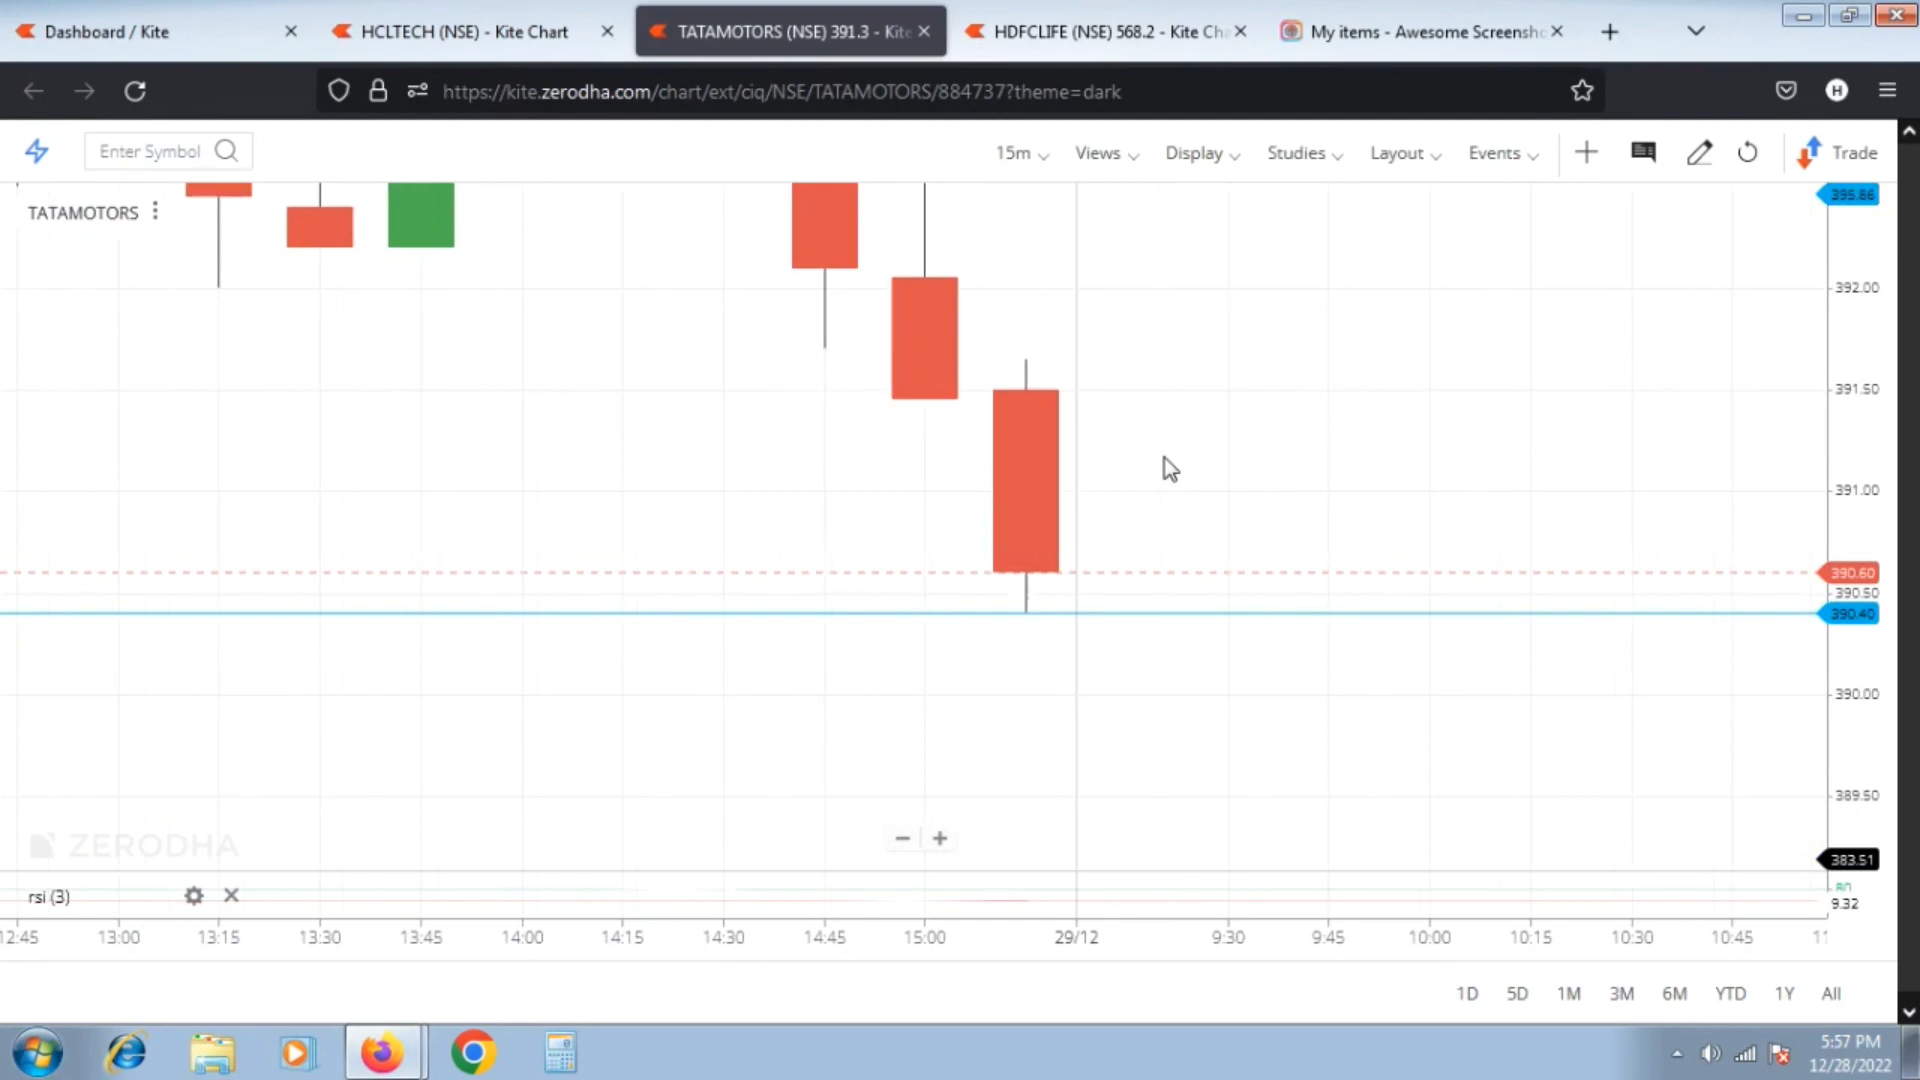 Dashboard / Kite
HCLTECH (NSE) - Kite Chart
TATAMOTORS (NSE) 391.3 - Kite
HDFCLIFE (NSE) 568.2 - Kite Cha
My items - Awesome Screensho
https://kite.zerodha.com/chart/ext/ciq/NSE/TATAMOTORS/884737?theme=dark
H
Enter Symbol
15m
Views
Display
Studies
Layout
Events
Trade
TATAMOTORS
395.86
392.00
391.50
391.00
390.60
390.50
390.40
390.00
389.50
383.51
80
9.32
ZERODHA
rsi (3)
12:45 13:00 13:15 13:30 13:45 14:00 14:15 14:30 14:45 15:00 29/12 9:30 9:45 10:00 10:15 10:30 10:45 11
1D 5D 1M 3M 6M YTD 1Y All
5:57 PM
12/28/2022